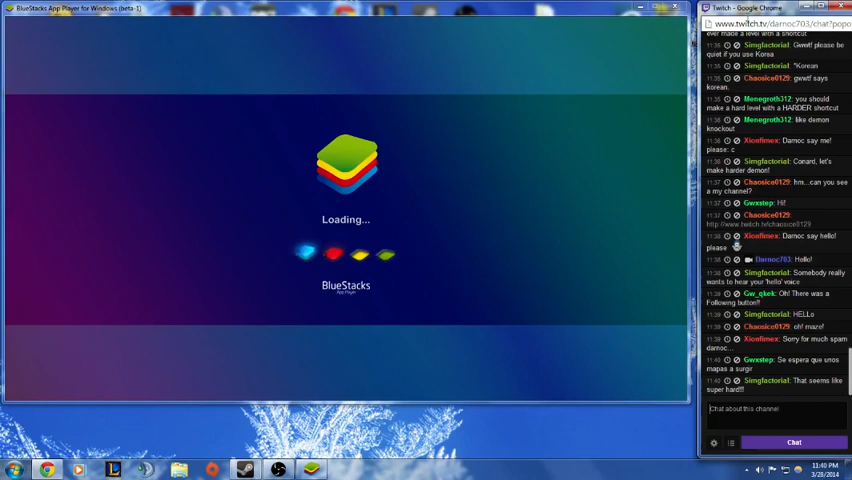 BlueStacks App Player for Windows (beta-1)
Loading...
BlueStacks
App Player
Twitch - Google Chrome
www.twitch.tv/darnoc703/chat?popo
ever made a level with a shortcut
11:35 Simgfactorial: Gwwtf please be
quiet if you use Korea
11:35 Simgfactorial: *Korean
11:35 Chaosice0129: gwwtf says
korean.
11:35 Menegroth312: you should
make a hard level with a HARDER shortcut
11:36 Menegroth312: like demon
knockout
11:36 Xionfimex: Darnoc say me!
please: c
11:36 Simgfactorial: Conard, let's
make harder demon!
11:37 Chaosice0129: hm...can you see
a my channel?
11:37 Gwxstep: Hi!
11:37 Chaosice0129:
http://www.twitch.tv/chaosice0129
11:38 Xionfimex: Darnoc say hello!
please
11:38 Darnoc703: Hello!
11:38 Simgfactorial: Somebody really
wants to hear your 'hello' voice
11:39 Gw_qkek: Oh! There was a
Following button!!
11:39 Simgfactorial: HELLo
11:39 Chaosice0129: oh! maze!
11:39 Xionfimex: Sorry for much spam
darnoc...
11:40 Gwxstep: Se espera que unos
mapas a surgir
11:40 Simgfactorial: That seems like
super hard!!!
Chat about this channel
Chat
11:40 PM
3/28/2014